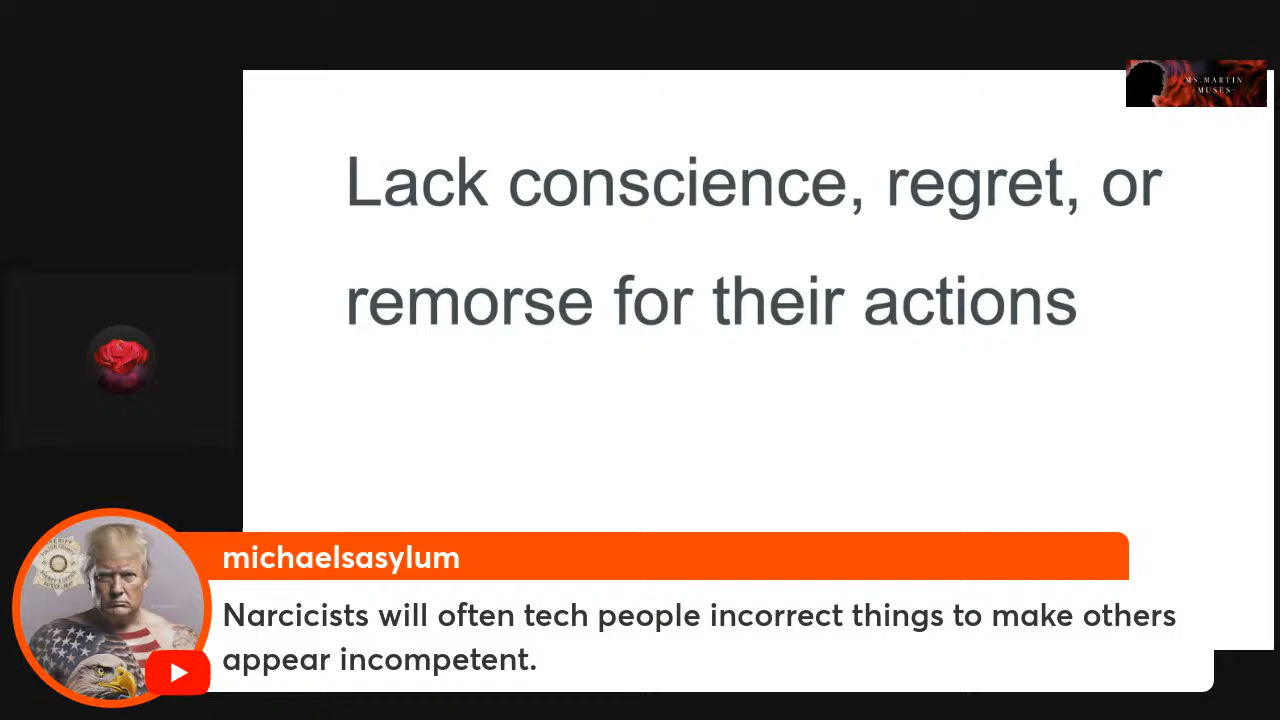 MS.MARTIN
-MUSES-
Lack conscience, regret, or
remorse for their actions
michaelsasylum
Narcicists will often tech people incorrect things to make others
appear incompetent.